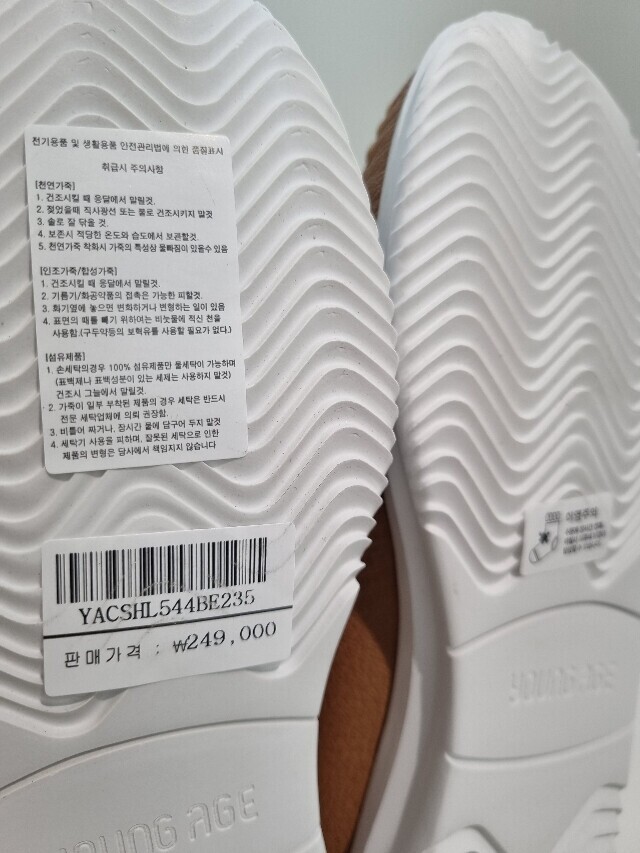 전기용품 및 생활용품 안전관리법에 의한 품질표시
취급시 주의사항
[천연가죽]
1. 건조시킬 때 응달에서 말릴것.
2. 젖었을때 직사광선 또는 불로 건조시키지 말것
3. 솔로 잘 닦을 것.
4. 보존시 적당한 온도와 습도에서 보관할것.
5. 천연가죽 착화시 가죽의 특성상 물빠짐이 있을수 있음
[인조가죽/합성가죽]
1. 건조시킬 때 응달에서 말릴것.
2. 기름기/화공약품의 접촉은 가능한 피할것.
3. 화기옆에 놓으면 변화하거나 변형하는 일이 있음
4. 표면의 때를 빼기 위하여는 비눗물에 적신 천을
사용함.(구두약등의 보혁유를 사용할 필요가 없다.)
[섬유제품]
1. 손세탁의경우 100% 섬유제품만 물세탁이 가능하며
(표백제나 표백성분이 있는 세제는 사용하지 말것)
건조시 그늘에서 말릴것.
2. 가죽이 일부 부착된 제품의 경우 세탁은 반드시
전문 세탁업체에 의뢰 권장함.
3. 비틀어 짜거나, 장시간 물에 담구어 두지 말것
4. 세탁기 사용을 피하며, 잘못된 세탁으로 인한
제품의 변형은 당사에서 책임지지 않습니다
YACSHL544BE235
판매가격 : ₩249,000
이염주의
YOUNG AGE
YOUNG AGE